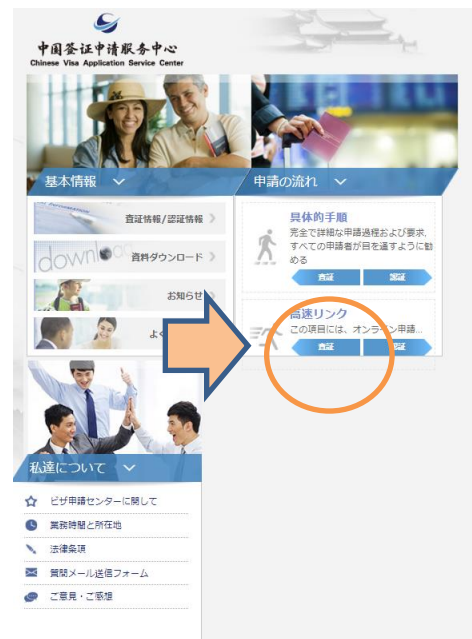 中国签证申请服务中心
Chinese Visa Application Service Center
基本情報
申請の流れ
査証情報/認証情報
資料ダウンロード
お知らせ
よく
具体的手順
完全で詳細な申請過程および要求,
すべての申請者が目を通すように勧
める
査証
認証
高速リンク
この項目には、オンライン申請...
査証
認証
私達について
ビザ申請センターに関して
業務時間と所在地
法律条項
質問メール送信フォーム
ご意見・ご感想